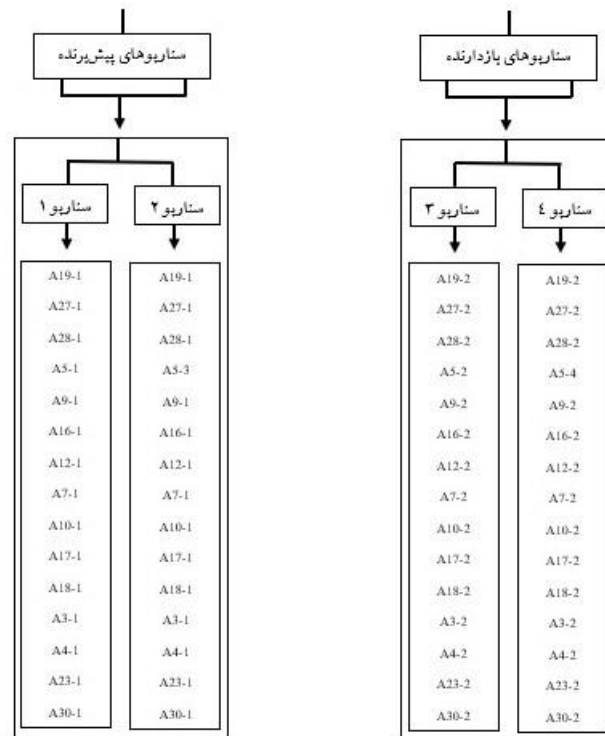 سناریوهای پیش‌برنده
سناریو ۱
A19-1
A27-1
A28-1
A5-1
A9-1
A16-1
A12-1
A7-1
A10-1
A17-1
A18-1
A3-1
A4-1
A23-1
A30-1
سناریو ۲
A19-1
A27-1
A28-1
A5-3
A9-1
A16-1
A12-1
A7-1
A10-1
A17-1
A18-1
A3-1
A4-1
A23-1
A30-1
سناریوهای بازدارنده
سناریو ۳
A19-2
A27-2
A28-2
A5-2
A9-2
A16-2
A12-2
A7-2
A10-2
A17-2
A18-2
A3-2
A4-2
A23-2
A30-2
سناریو ٤
A19-2
A27-2
A28-2
A5-4
A9-2
A16-2
A12-2
A7-2
A10-2
A17-2
A18-2
A3-2
A4-2
A23-2
A30-2